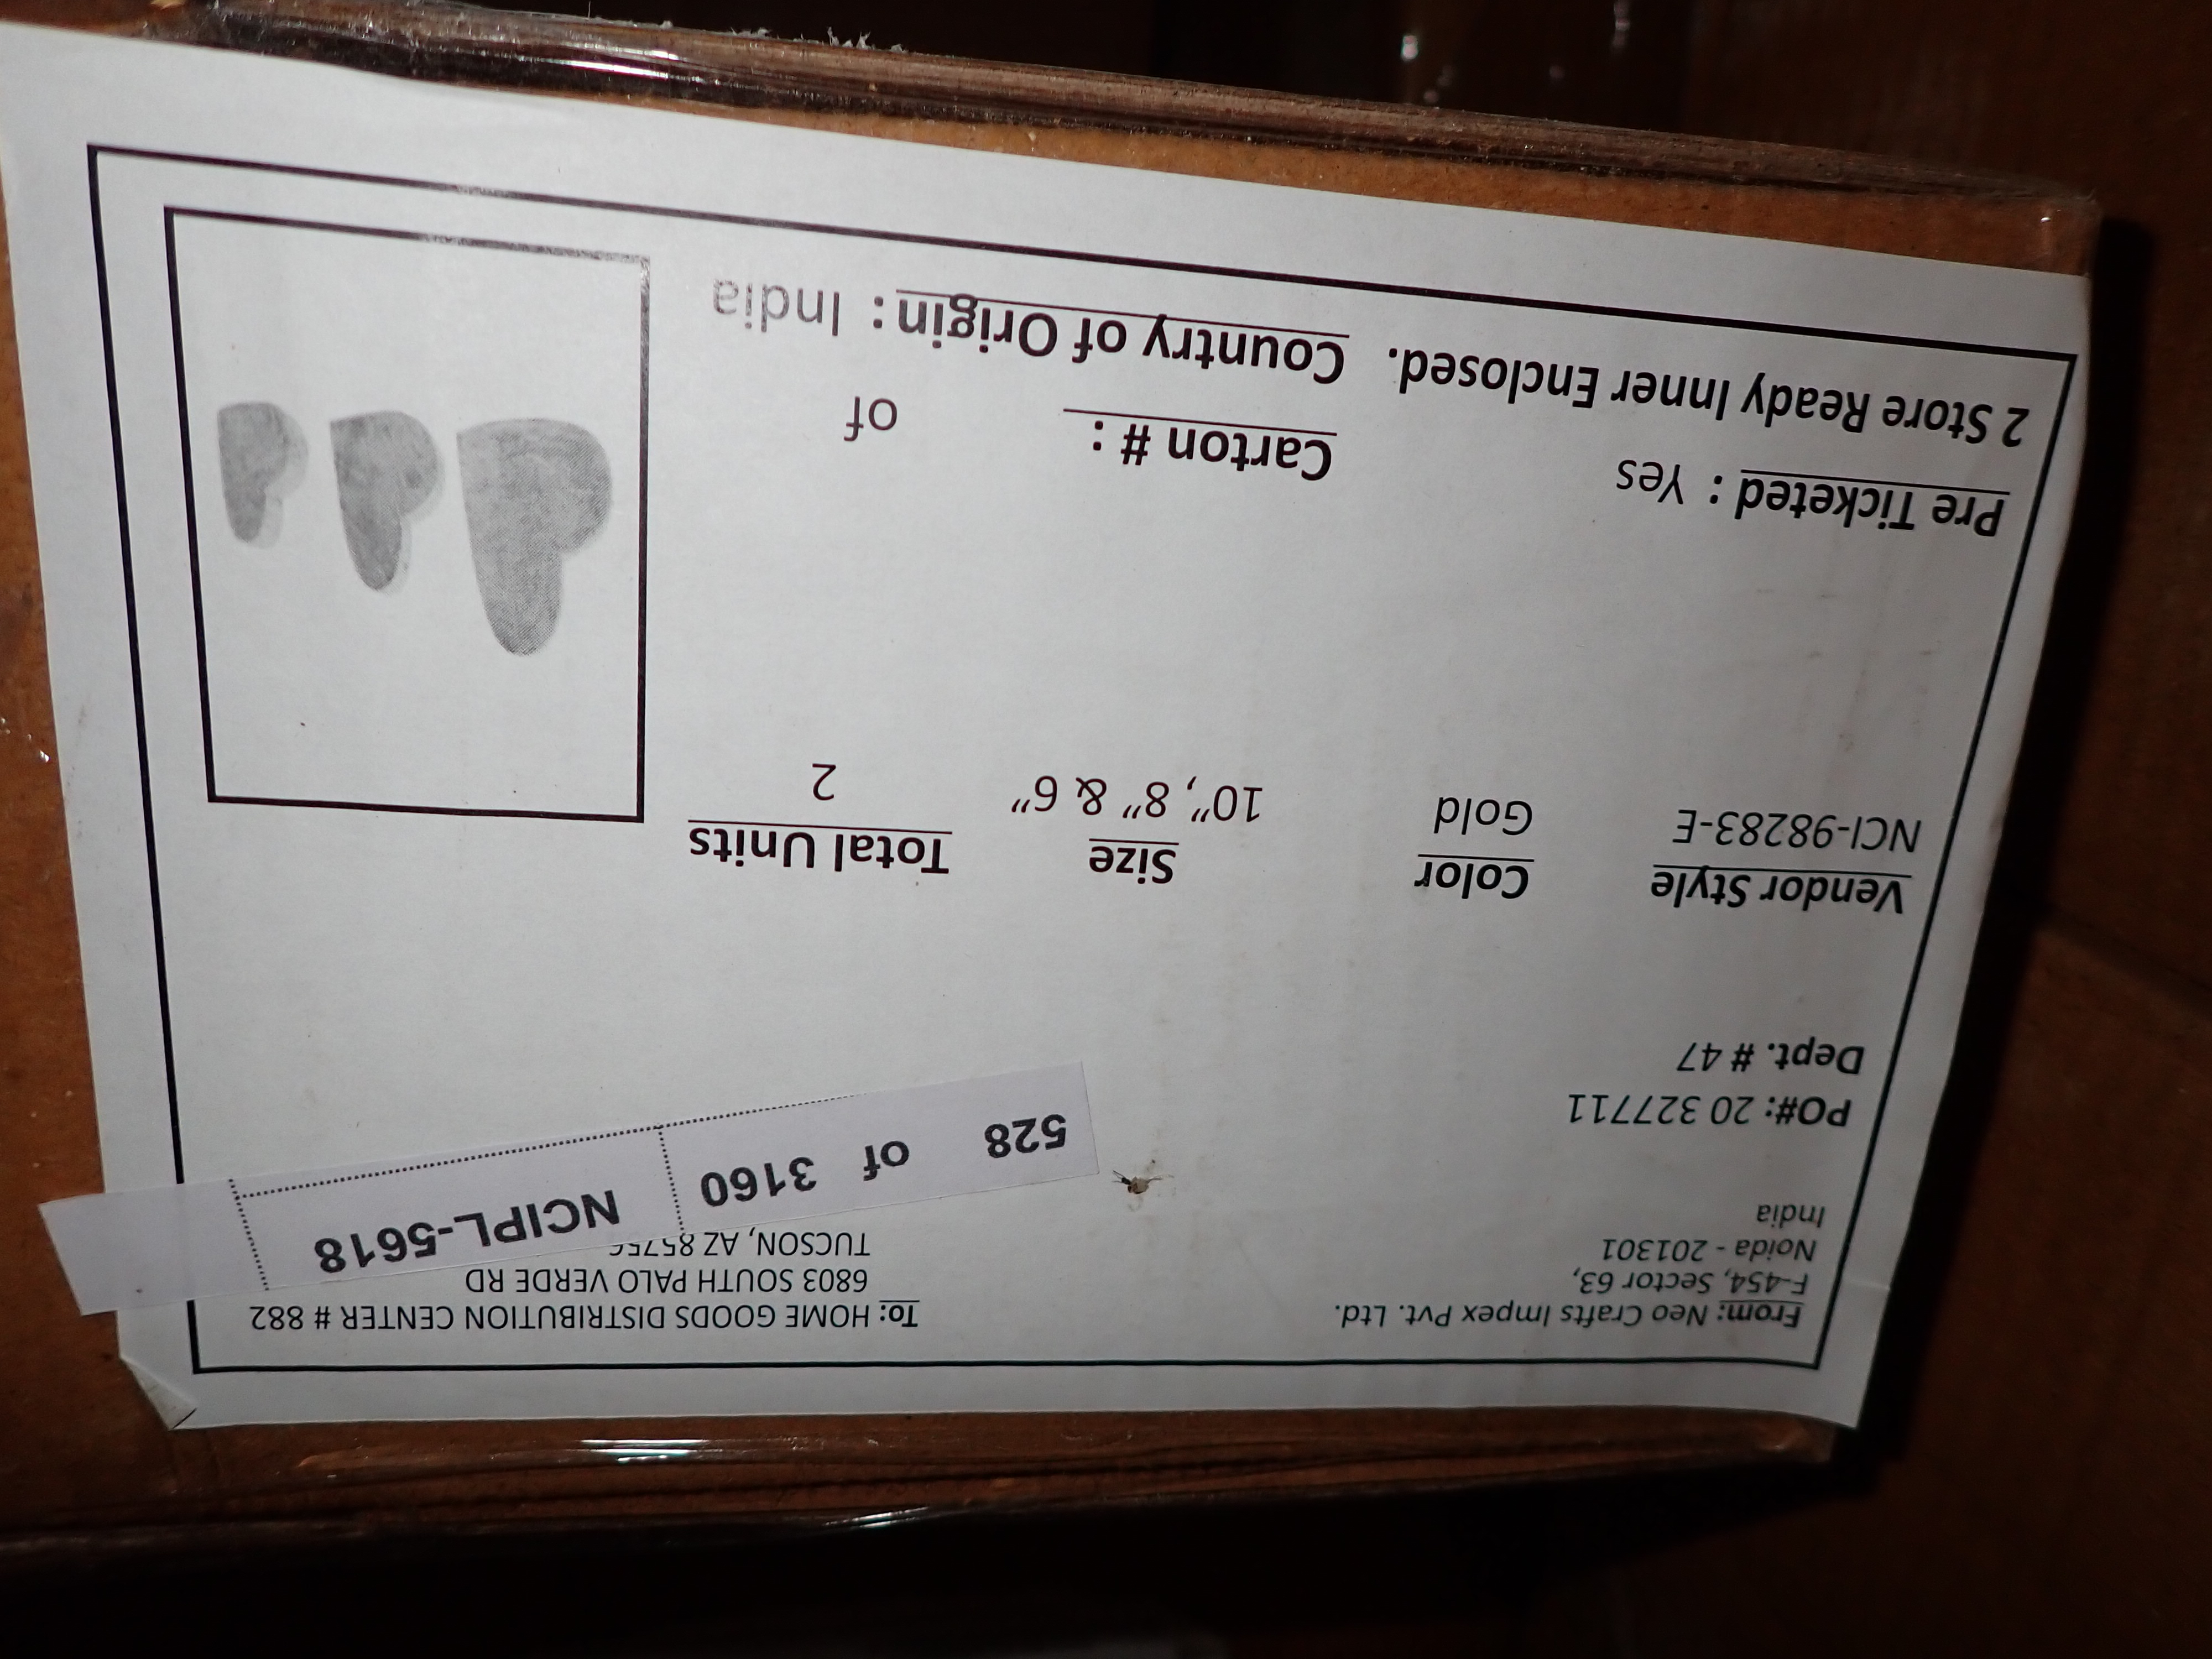 From: Neo Crafts Impex Pvt. Ltd.
F-454, Sector 63,
Noida - 201301
India
To: HOME GOODS DISTRIBUTION CENTER # 882
6803 SOUTH PALO VERDE RD
TUCSON, AZ
528 of 3160 NCIPL-5618
PO#: 20 327711
Dept. # 47
Vendor Style Color Size Total Units
NCI-98283-E Gold 10”, 8” & 6” 2
Pre Ticketed : Yes
2 Store Ready Inner Enclosed.
Carton # : of
Country of Origin : India